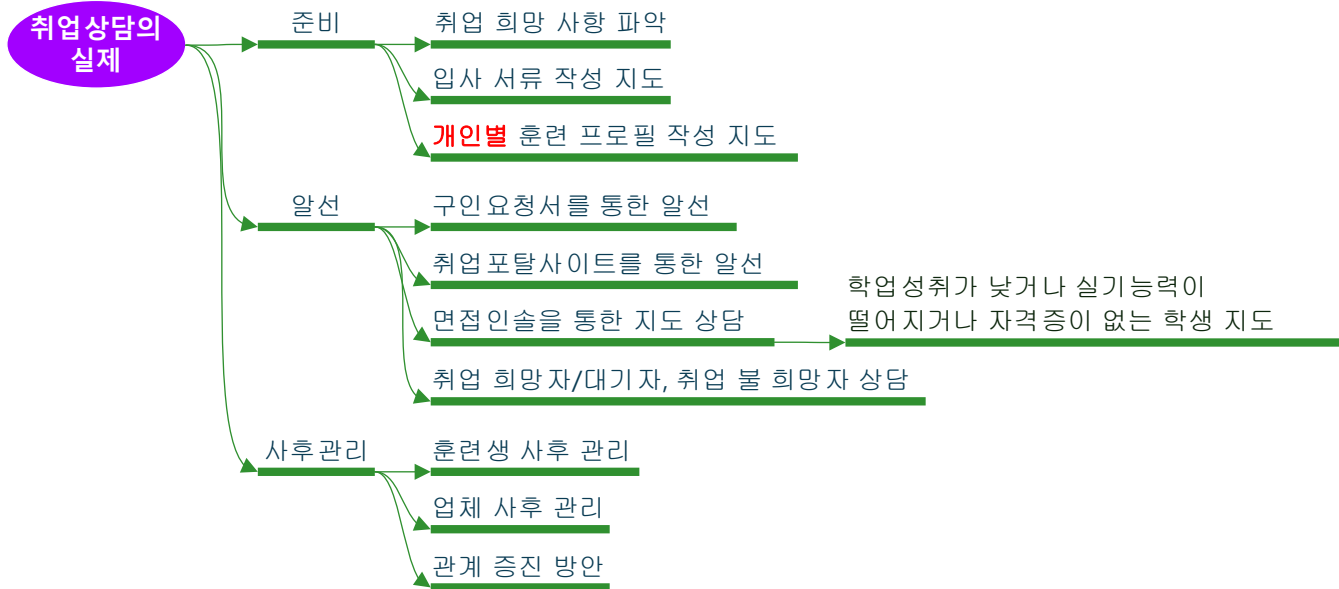 취업상담의
실제
준비
취업 희망 사항 파악
입사 서류 작성 지도
개인별 훈련 프로필 작성 지도
알선
구인요청서를 통한 알선
취업포탈사이트를 통한 알선
면접인솔을 통한 지도 상담
학업성취가 낮거나 실기능력이
떨어지거나 자격증이 없는 학생 지도
취업 희망자/대기자, 취업 불 희망자 상담
사후관리
훈련생 사후 관리
업체 사후 관리
관계 증진 방안